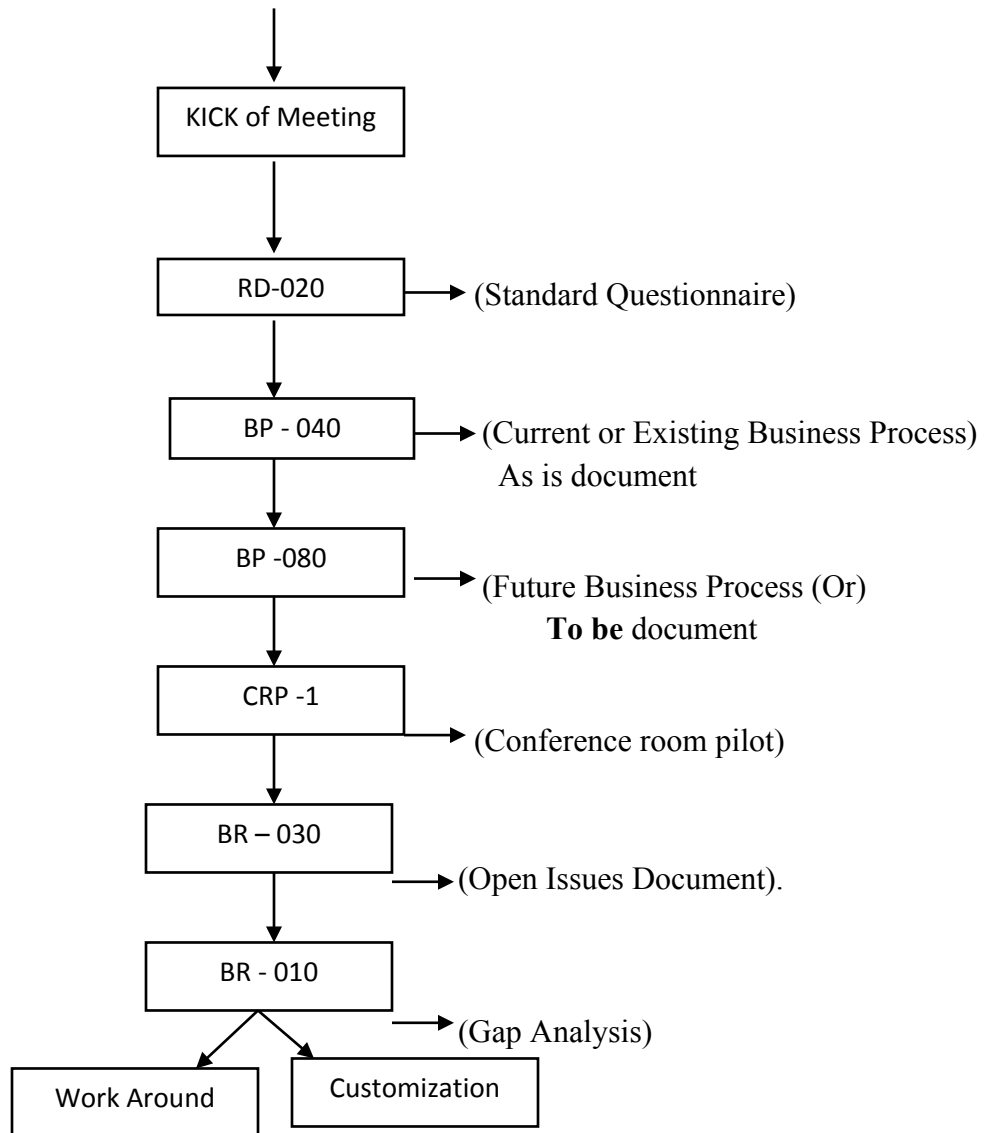 KICK of Meeting
RD-020
(Standard Questionnaire)
BP - 040
(Current or Existing Business Process)
As is document
BP -080
(Future Business Process (Or)
To be document
CRP -1
(Conference room pilot)
BR – 030
(Open Issues Document).
BR - 010
(Gap Analysis)
Work Around
Customization